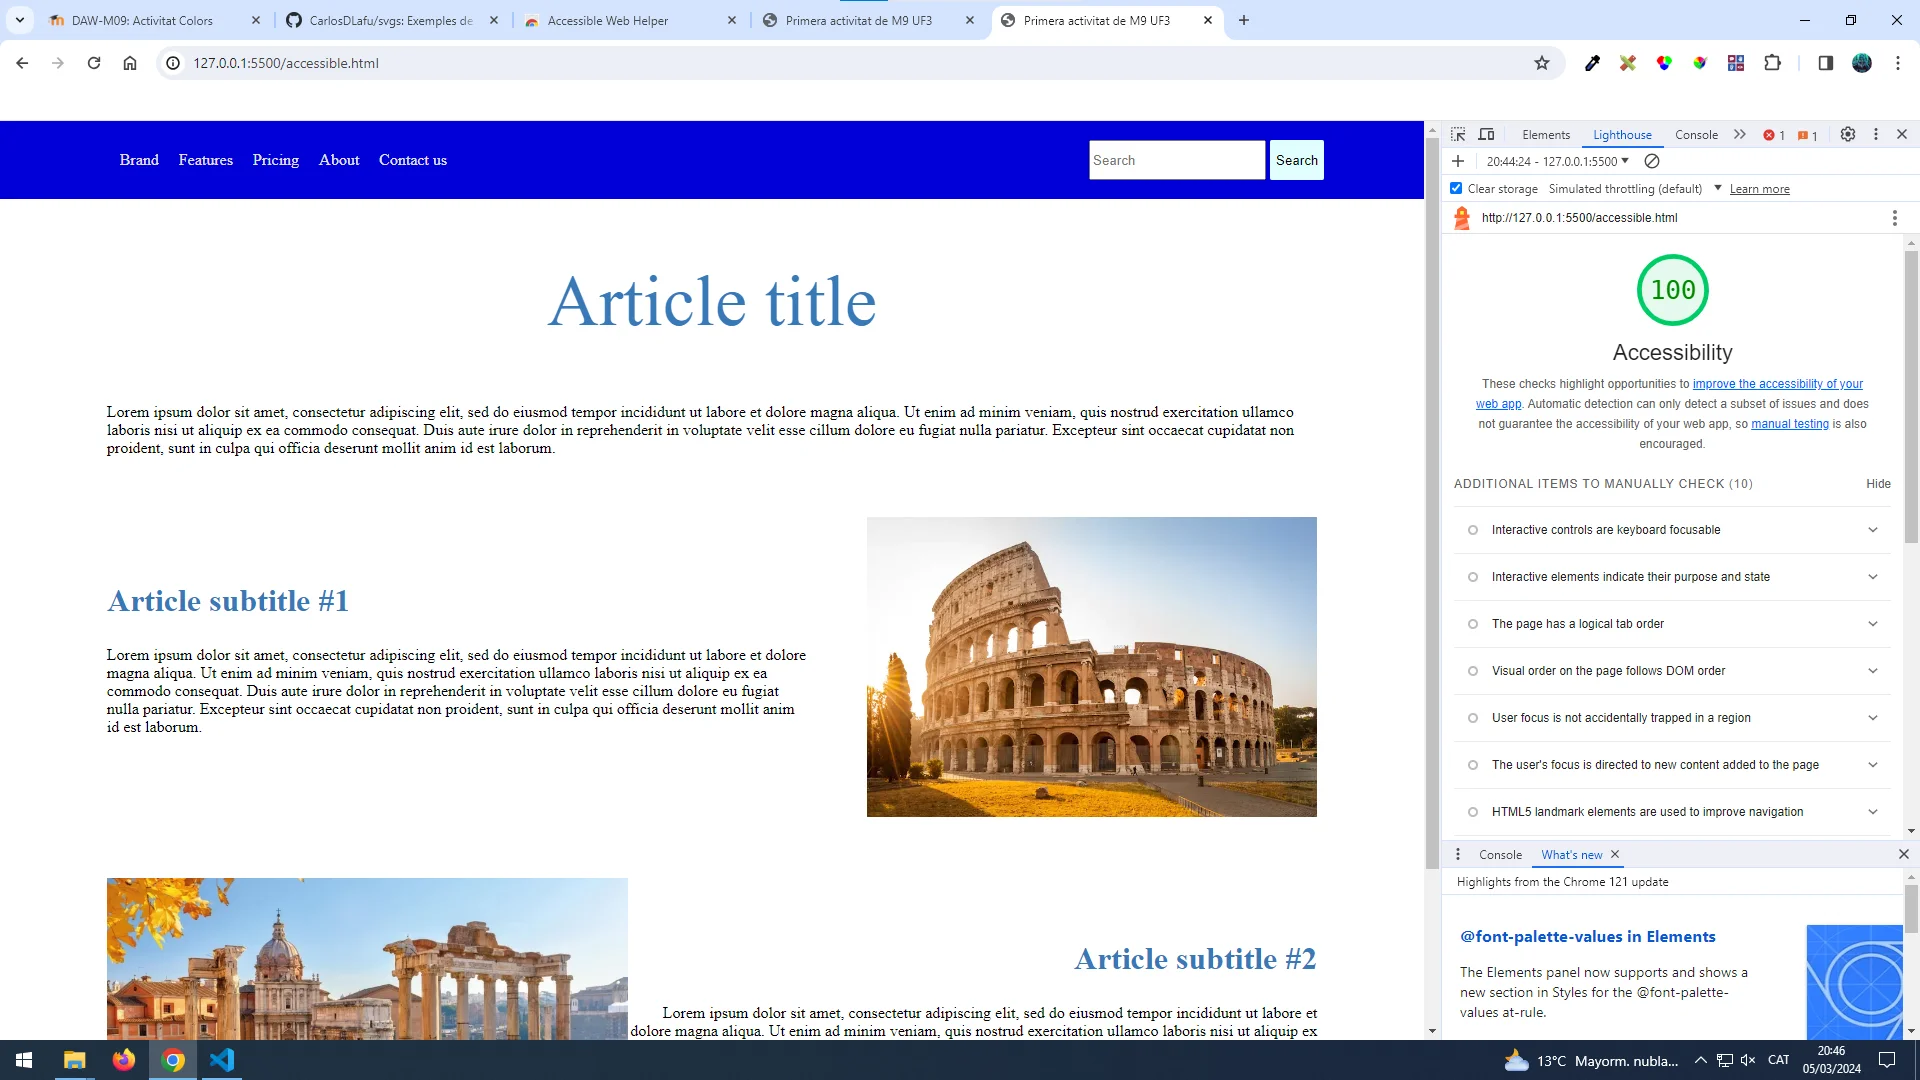 DAW-M09: Activitat Colors
CarlosDLafu/svgs: Exemples de
Accessible Web Helper
Primera activitat de M9 UF3
Primera activitat de M9 UF3
127.0.0.1:5500/accessible.html
Brand Features Pricing About Contact us
Search Search
Article title
Lorem ipsum dolor sit amet, consectetur adipiscing elit, sed do eiusmod tempor incididunt ut labore et dolore magna aliqua. Ut enim ad minim veniam, quis nostrud exercitation ullamco
laboris nisi ut aliquip ex ea commodo consequat. Duis aute irure dolor in reprehenderit in voluptate velit esse cillum dolore eu fugiat nulla pariatur. Excepteur sint occaecat cupidatat non
proident, sunt in culpa qui officia deserunt mollit anim id est laborum.
Article subtitle #1
Lorem ipsum dolor sit amet, consectetur adipiscing elit, sed do eiusmod tempor incididunt ut labore et dolore
magna aliqua. Ut enim ad minim veniam, quis nostrud exercitation ullamco laboris nisi ut aliquip ex ea
commodo consequat. Duis aute irure dolor in reprehenderit in voluptate velit esse cillum dolore eu fugiat
nulla pariatur. Excepteur sint occaecat cupidatat non proident, sunt in culpa qui officia deserunt mollit anim
id est laborum.
Article subtitle #2
Lorem ipsum dolor sit amet, consectetur adipiscing elit, sed do eiusmod tempor incididunt ut labore et
dolore magna aliqua. Ut enim ad minim veniam, quis nostrud exercitation ullamco laboris nisi ut aliquip ex
Elements Lighthouse Console 1 1
20:44:24 - 127.0.0.1:5500
Clear storage Simulated throttling (default) Learn more
http://127.0.0.1:5500/accessible.html
100
Accessibility
These checks highlight opportunities to improve the accessibility of your
web app. Automatic detection can only detect a subset of issues and does
not guarantee the accessibility of your web app, so manual testing is also
encouraged.
ADDITIONAL ITEMS TO MANUALLY CHECK (10) Hide
Interactive controls are keyboard focusable
Interactive elements indicate their purpose and state
The page has a logical tab order
Visual order on the page follows DOM order
User focus is not accidentally trapped in a region
The user's focus is directed to new content added to the page
HTML5 landmark elements are used to improve navigation
Console What's new
Highlights from the Chrome 121 update
@font-palette-values in Elements
The Elements panel now supports and shows a
new section in Styles for the @font-palette-
values at-rule.
13°C Mayorm. nubla... CAT
20:46
05/03/2024